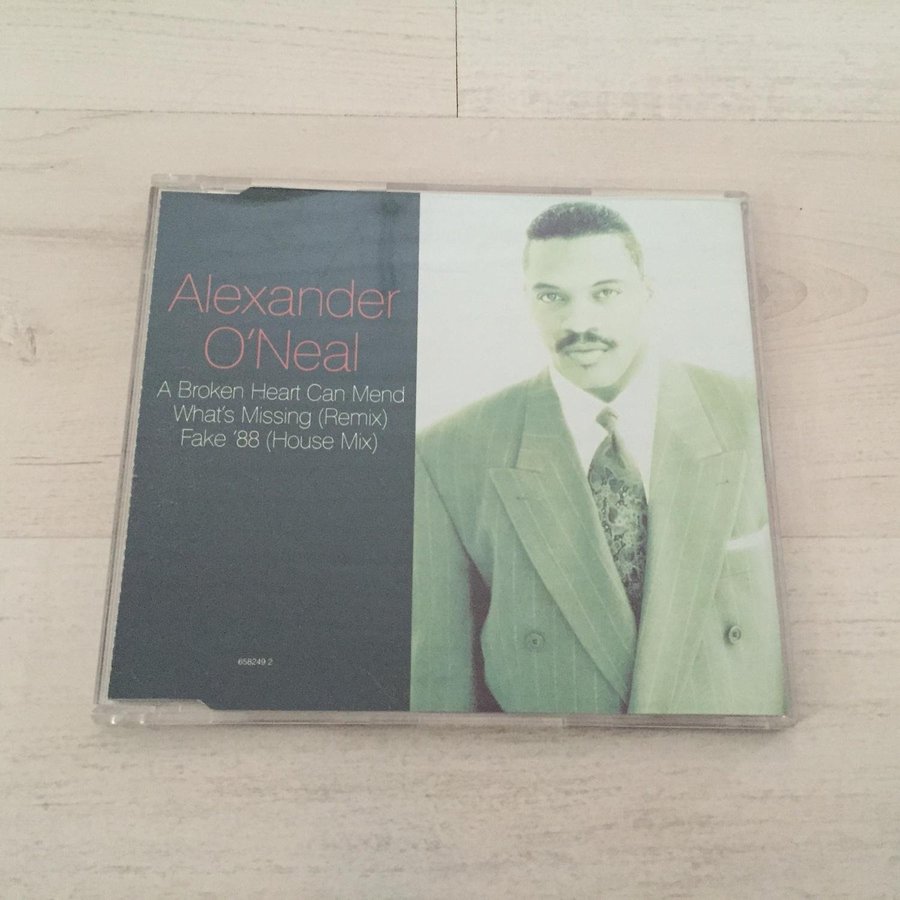 Alexander
O'Neal
A Broken Heart Can Mend
What's Missing (Remix)
Fake '88 (House Mix)
658249 2